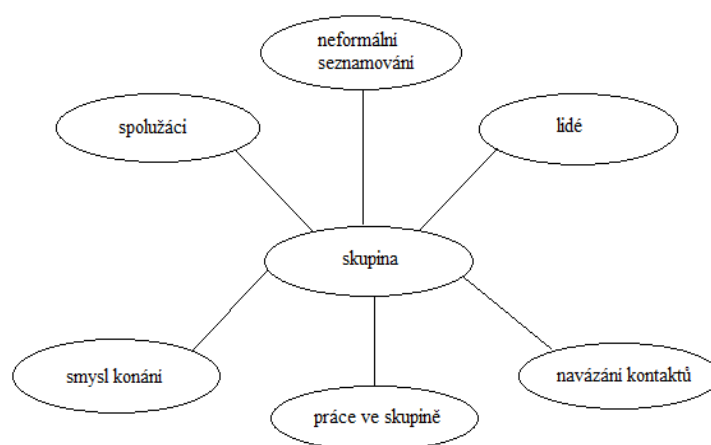 neformálni
seznamování
spolužáci
lidé
skupina
smysl konání
navázání kontaktů
práce ve skupině